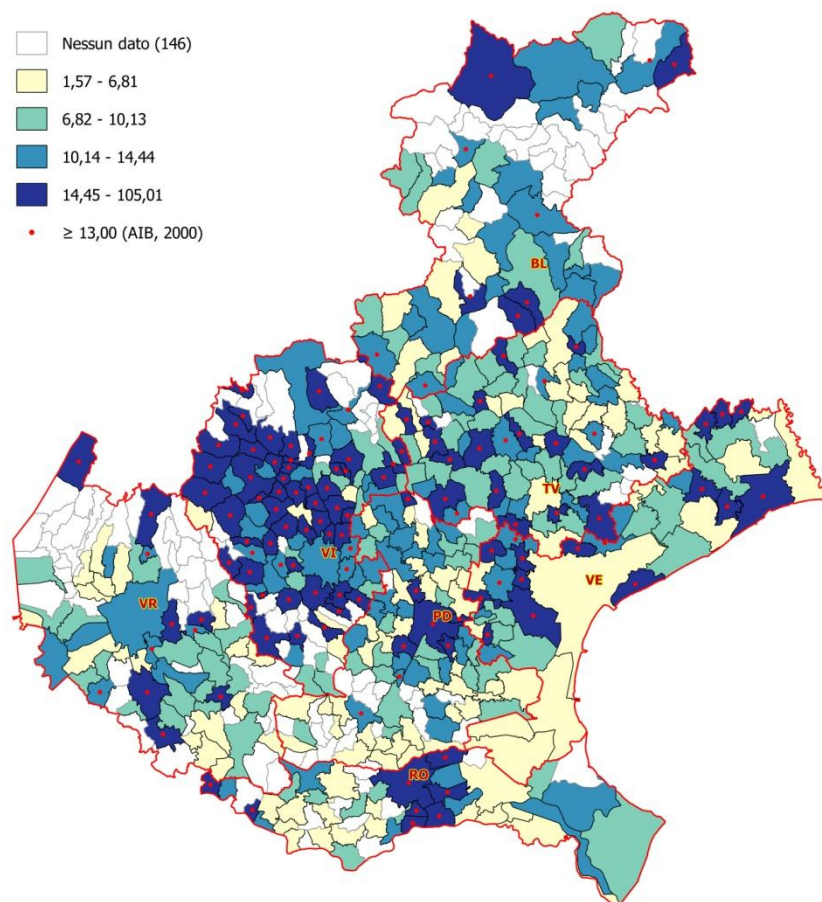 Nessun dato (146)
1,57 - 6,81
6,82 - 10,13
10,14 - 14,44
14,45 - 105,01
≥ 13,00 (AIB, 2000)
BL
TV
VI
VE
VR
PD
RO